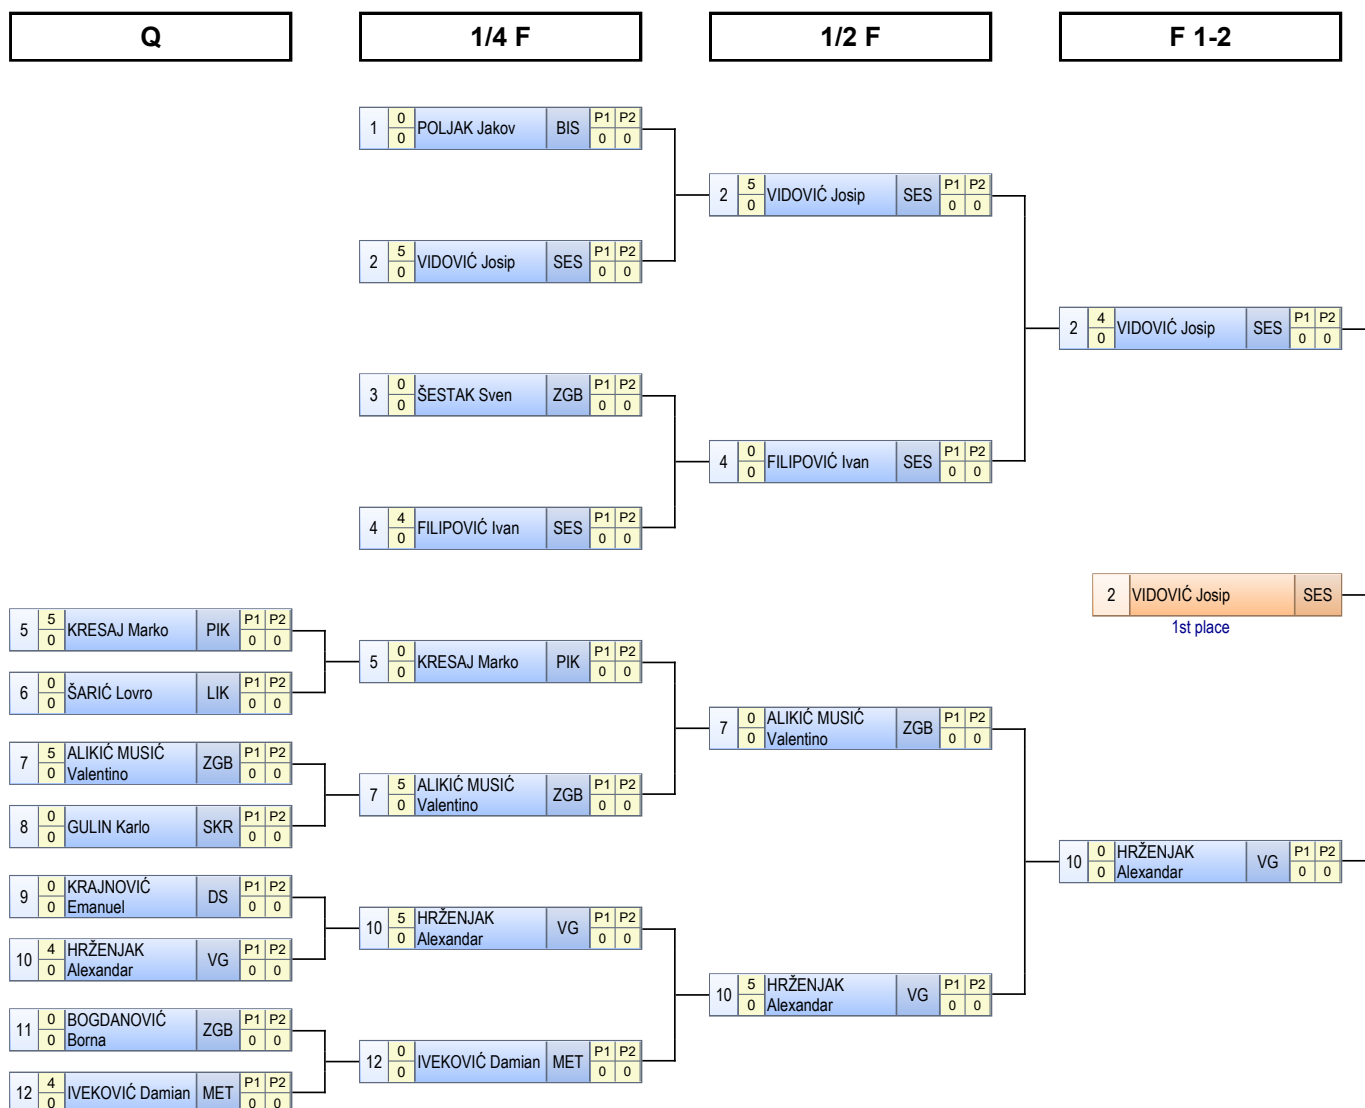 Q
1/4 F
1/2 F
F 1-2
1 0 0 POLJAK Jakov BIS P1 P2 0 0
2 5 0 VIDOVIĆ Josip SES P1 P2 0 0
2 5 0 VIDOVIĆ Josip SES P1 P2 0 0
2 4 0 VIDOVIĆ Josip SES P1 P2 0 0
3 0 0 ŠESTAK Sven ZGB P1 P2 0 0
4 0 0 FILIPOVIĆ Ivan SES P1 P2 0 0
4 4 0 FILIPOVIĆ Ivan SES P1 P2 0 0
2 VIDOVIĆ Josip SES
1st place
5 5 0 KRESAJ Marko PIK P1 P2 0 0
5 0 0 KRESAJ Marko PIK P1 P2 0 0
6 0 0 ŠARIĆ Lovro LIK P1 P2 0 0
7 0 0 ALIKIĆ MUSIĆ
Valentino ZGB P1 P2 0 0
7 5 0 ALIKIĆ MUSIĆ
Valentino ZGB P1 P2 0 0
7 5 0 ALIKIĆ MUSIĆ
Valentino ZGB P1 P2 0 0
8 0 0 GULIN Karlo SKR P1 P2 0 0
10 0 0 HRŽENJAK
Alexandar VG P1 P2 0 0
9 0 0 KRAJNOVIĆ
Emanuel DS P1 P2 0 0
10 5 0 HRŽENJAK
Alexandar VG P1 P2 0 0
10 4 0 HRŽENJAK
Alexandar VG P1 P2 0 0
10 5 0 HRŽENJAK
Alexandar VG P1 P2 0 0
11 0 0 BOGDANOVIĆ
Borna ZGB P1 P2 0 0
12 0 0 IVEKOVIĆ Damian MET P1 P2 0 0
12 4 0 IVEKOVIĆ Damian MET P1 P2 0 0